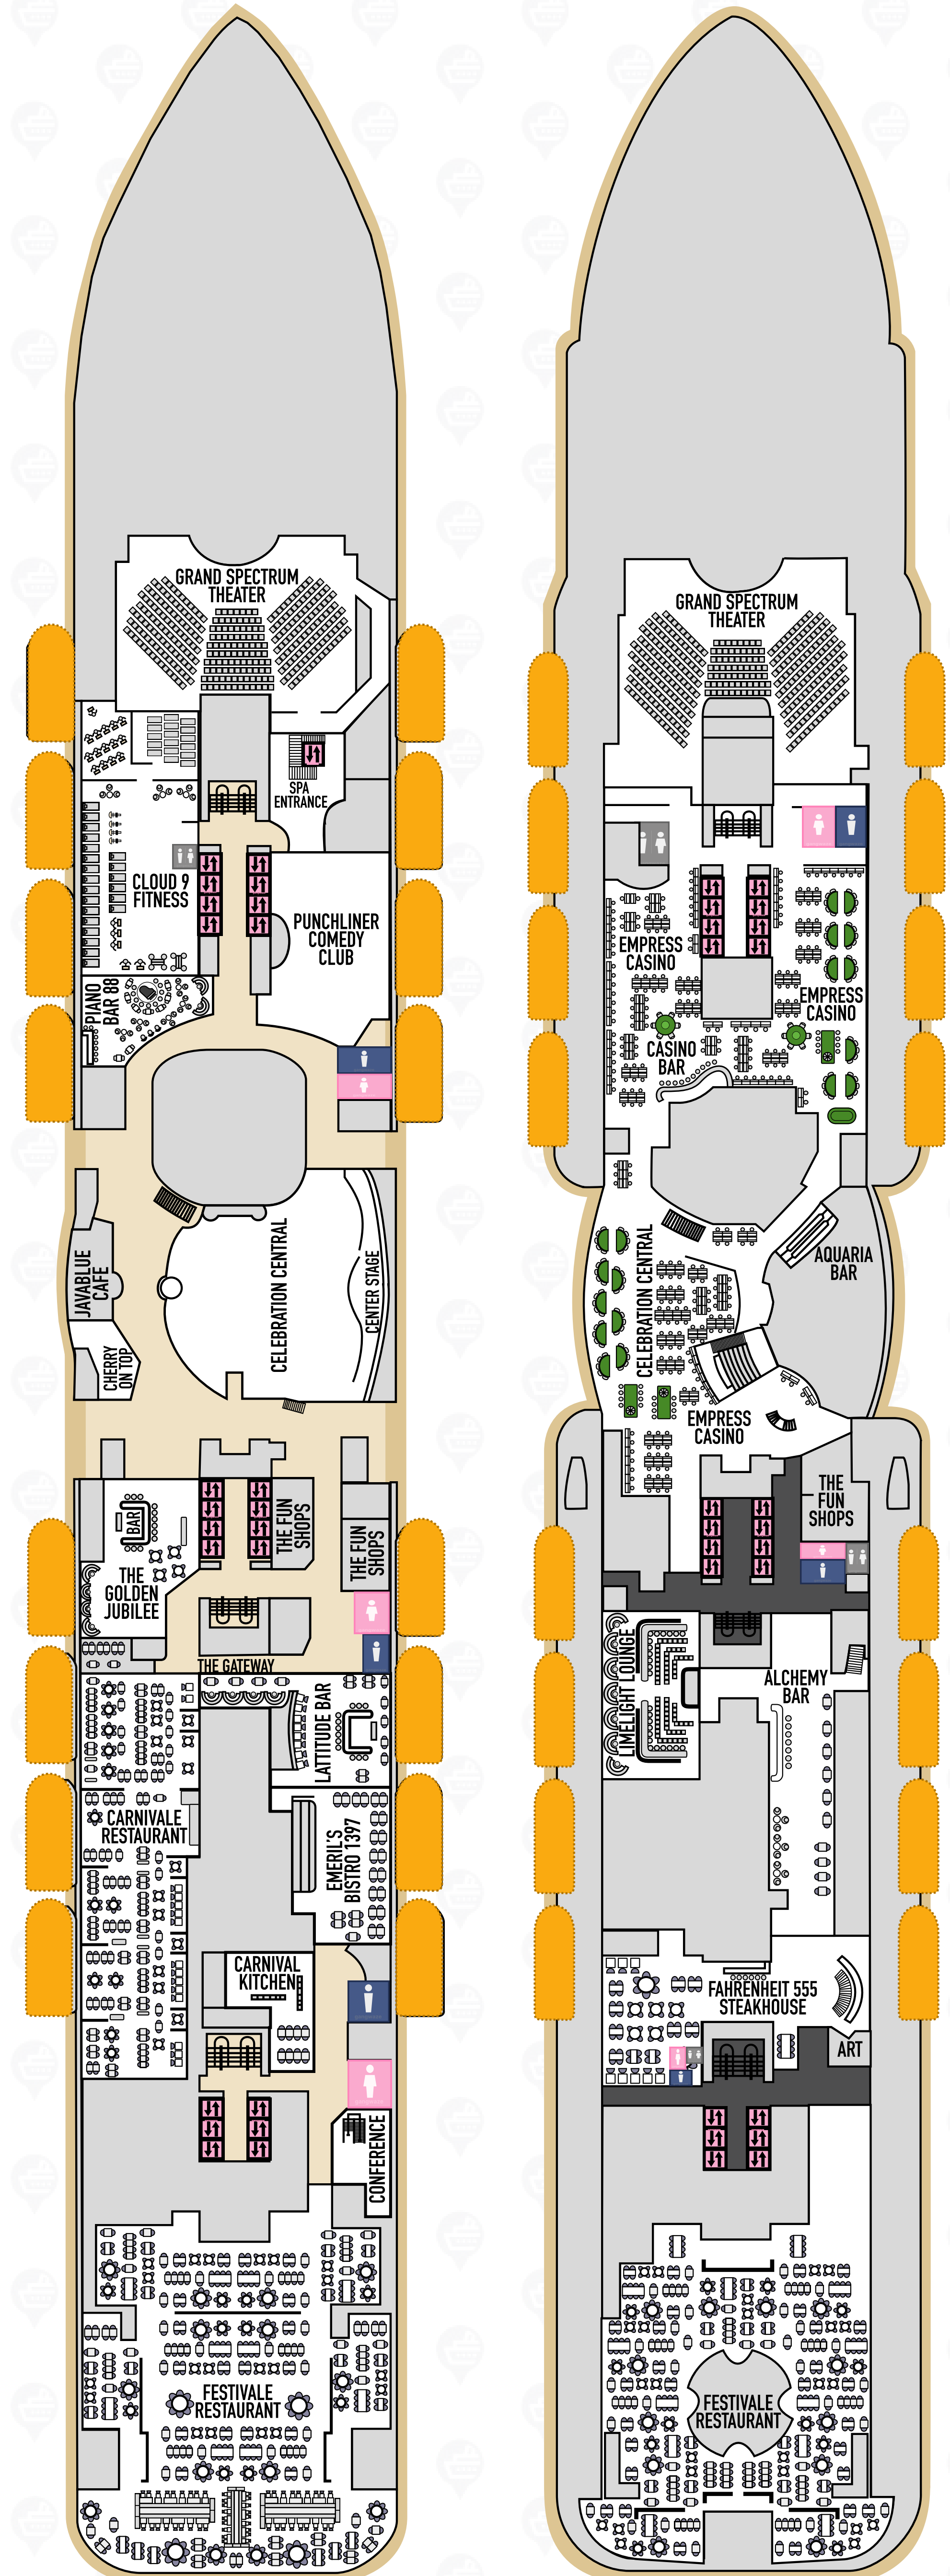 GRAND SPECTRUM
THEATER
SPA
ENTRANCE
CLOUD 9
FITNESS
PUNCHLINER
COMEDY
CLUB
PIANO
BAR 88
JAVABLUE
CAFE
CHERRY
ON TOP
CELEBRATION CENTRAL
CENTER STAGE
BAR
THE
GOLDEN
JUBILEE
THE FUN
SHOPS
THE FUN
SHOPS
THE GATEWAY
LATITUDE BAR
CARNIVALE
RESTAURANT
EMERIL'S
BISTRO 1397
CARNIVAL
KITCHEN
CONFERENCE
FESTIVALE
RESTAURANT
GRAND SPECTRUM
THEATER
EMPRESS
CASINO
EMPRESS
CASINO
CASINO
BAR
CELEBRATION CENTRAL
AQUARIA
BAR
EMPRESS
CASINO
THE
FUN
SHOPS
LIMELIGHT LOUNGE
ALCHEMY
BAR
FAHRENHEIT 555
STEAKHOUSE
ART
FESTIVALE
RESTAURANT